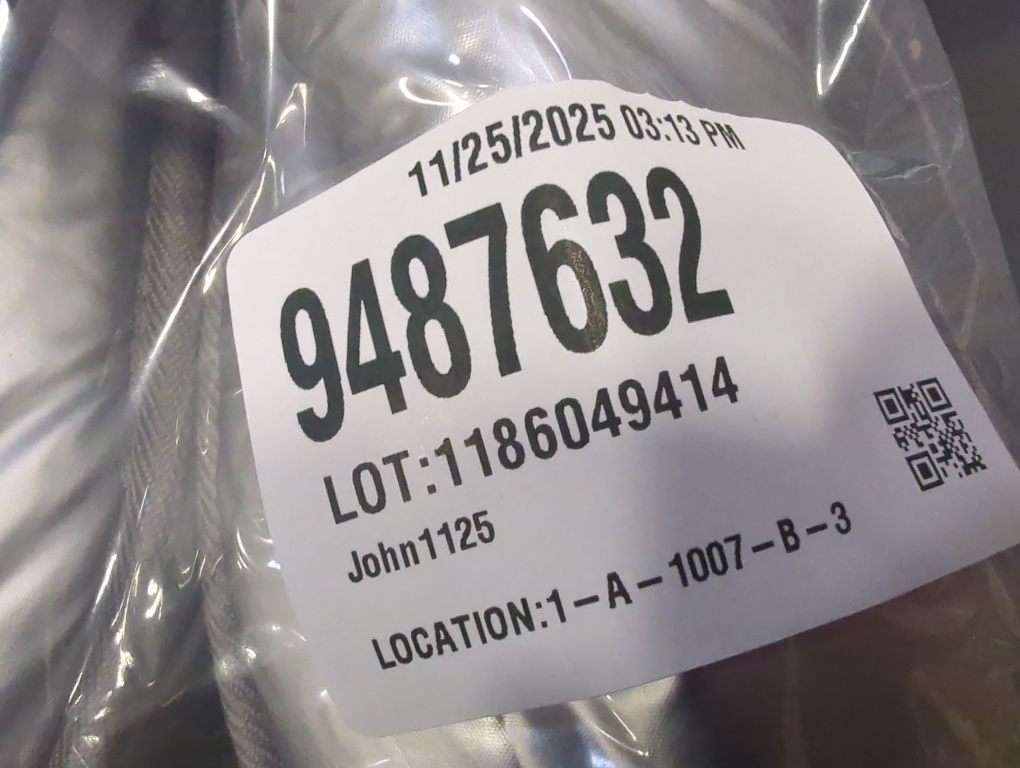 11/25/2025 03:13 PM
9487632
LOT:1186049414
John1125
LOCATION:1-A-1007-B-3